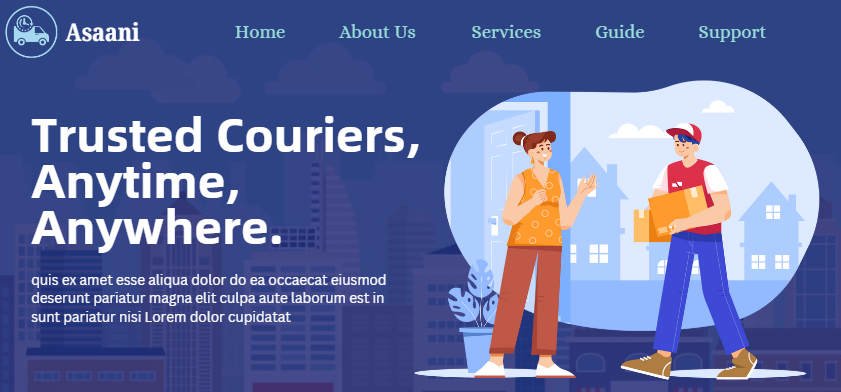 Asaani
Home About Us Services Guide Support
Trusted Couriers,
Anytime,
Anywhere.
quis ex amet esse aliqua dolor do ea occaecat eiusmod
deserunt pariatur magna elit culpa aute laborum est in
sunt pariatur nisi Lorem dolor cupidatat